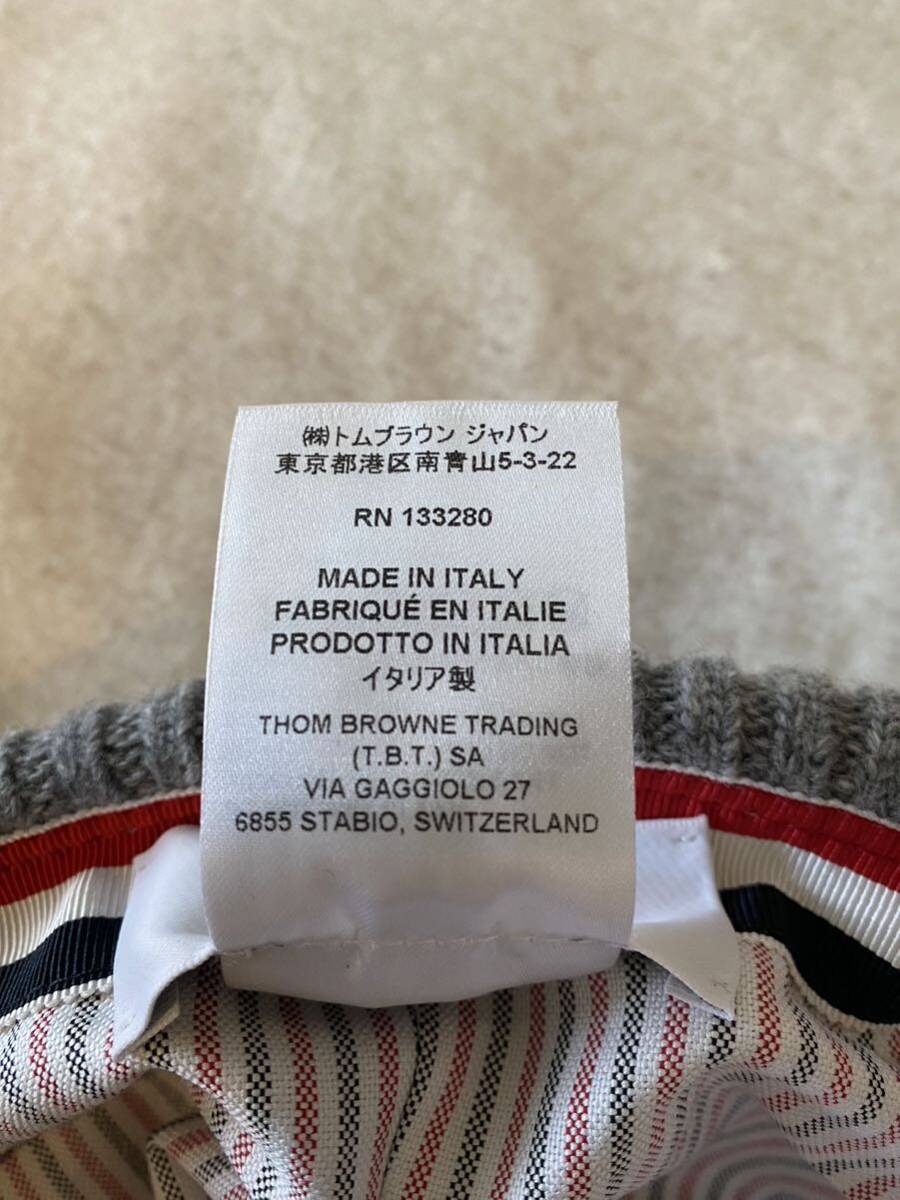 ㈱トムブラウン ジャパン
東京都港区南青山5-3-22
RN 133280
MADE IN ITALY
FABRIQUÉ EN ITALIE
PRODOTTO IN ITALIA
イタリア製
THOM BROWNE TRADING
(T.B.T.) SA
VIA GAGGIOLO 27
6855 STABIO, SWITZERLAND